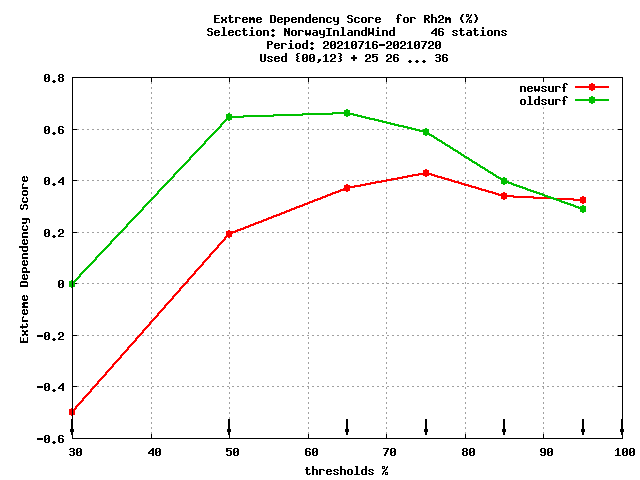 Extreme Dependency Score  for Rh2m (%)
Selection: NorwayInlandWind     46 stations
Period: 20210716-20210720
Used {00,12} + 25 26 ... 36
newsurf
oldsurf
Extreme Dependency Score
0.8
0.6
0.4
0.2
0
-0.2
-0.4
-0.6
30 40 50 60 70 80 90 100
thresholds %